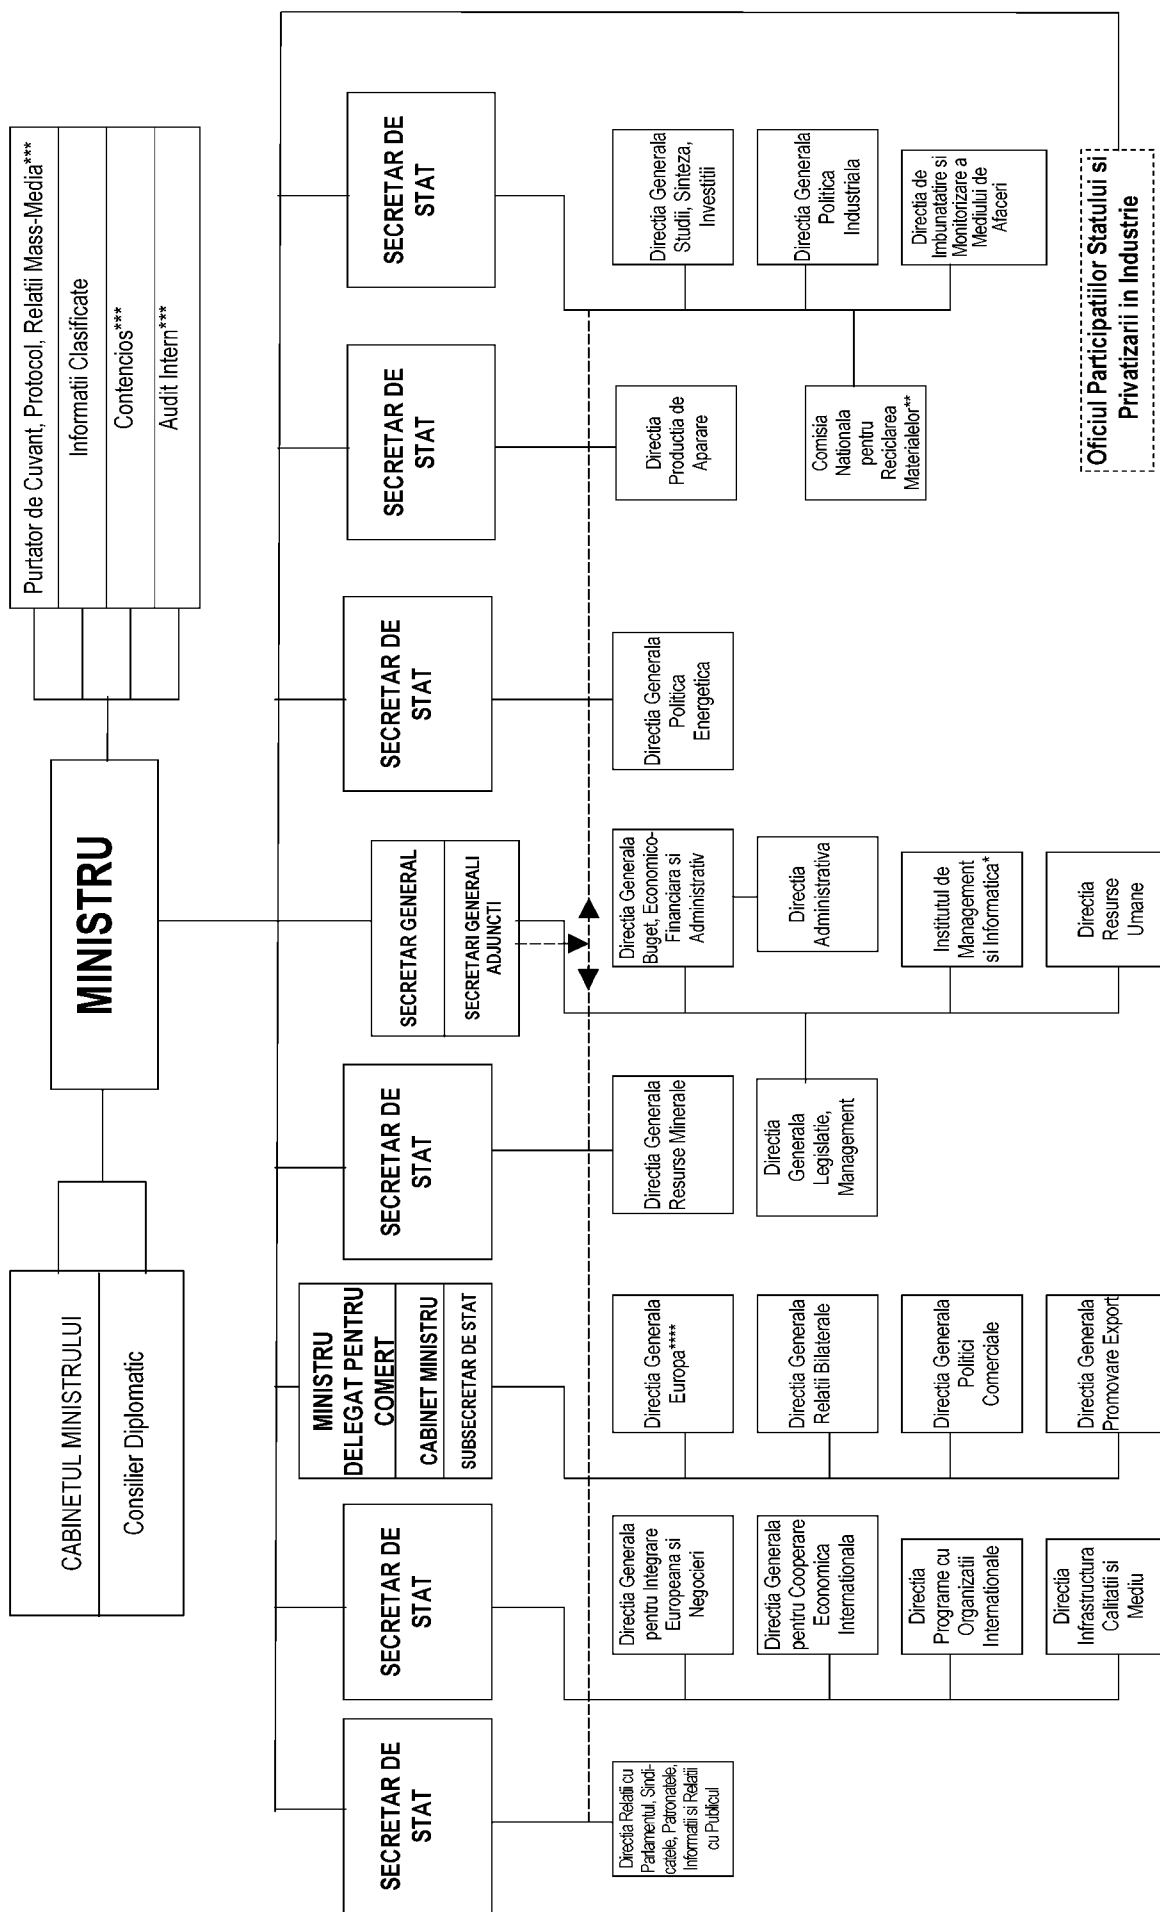 MINISTRU
CABINETUL MINISTRULUI
Consilier Diplomatic
Purtator de Cuvant, Protocol, Relatii Mass-Media***
Informatii Clasificate
Contencios***
Audit Intern***
SECRETAR DE
STAT
SECRETAR DE
STAT
MINISTRU
DELEGAT PENTRU
COMERT
CABINET MINISTRU
SUBSECRETAR DE STAT
SECRETAR DE
STAT
SECRETAR GENERAL
SECRETARI GENERALI
ADJUNCTI
SECRETAR DE
STAT
SECRETAR DE
STAT
SECRETAR DE
STAT
Directia Relatii cu
Parlamentul, Sindi-
catele, Patronatele,
Informatii si Relatii
cu Publicul
Directia Generala
pentru Integrare
Europeana si
Negocieri
Directia Generala
pentru Cooperare
Economica
Internationala
Directia
Programe cu
Organizatii
Internationale
Directia
Infrastructura
Calitatii si
Mediu
Directia Generala
Europa****
Directia Generala
Relatii Bilaterale
Directia Generala
Politici
Comerciale
Directia Generala
Promovare Export
Directia Generala
Resurse Minerale
Directia
Generala
Legislatie,
Management
Directia Generala
Buget, Economico-
Financiara si
Administrativ
Directia
Administrativa
Institutul de
Management
si Informatica*
Directia
Resurse
Umane
Directia Generala
Politica
Energetica
Directia
Productia de
Aparare
Comisia
Nationala
pentru
Reciclarea
Materialelor**
Directia Generala
Studii, Sinteza,
Investitii
Directia Generala
Politica
Industriala
Directia de
Imbunatatire si
Monitorizare a
Mediului de
Afaceri
Oficiul Participatiilor Statului si
Privatizarii in Industrie